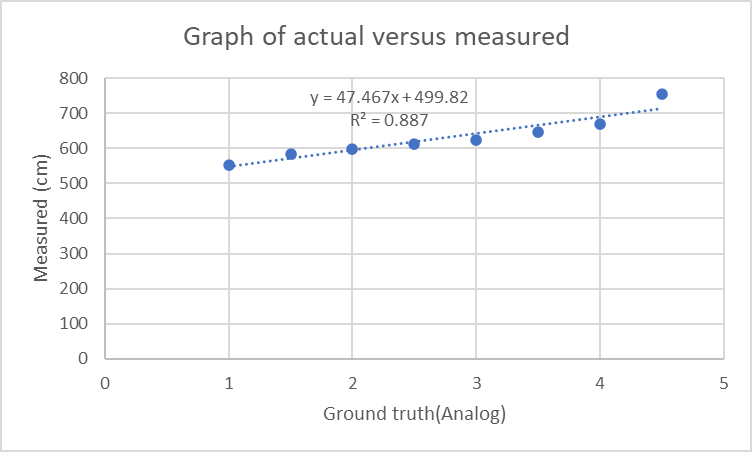 Graph of actual versus measured
y = 47.467x + 499.82
R² = 0.887
Measured (cm)
800
700
600
500
400
300
200
100
0
0 1 2 3 4 5
Ground truth(Analog)